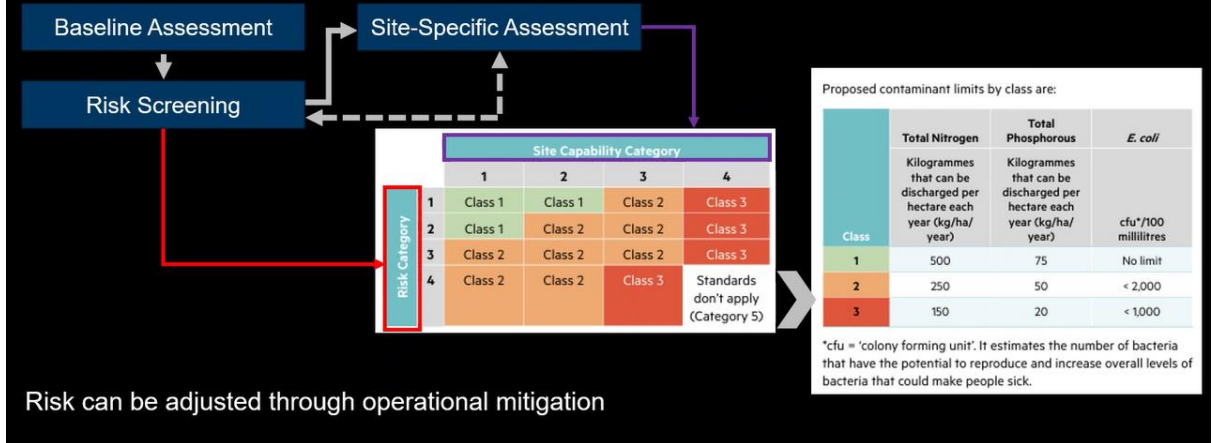 Baseline Assessment
Site-Specific Assessment
Risk Screening
Site Capability Category
1 2 3 4
Risk Category
1 Class 1 Class 1 Class 2 Class 3
2 Class 1 Class 2 Class 2 Class 3
3 Class 2 Class 2 Class 2 Class 3
4 Class 2 Class 2 Class 3 Standards
don't apply
(Category 5)
Proposed contaminant limits by class are:
Class
Total Nitrogen
Total
Phosphorous
E. coli
Kilogrammes
that can be
discharged per
hectare each
year (kg/ha/
year)
Kilogrammes
that can be
discharged per
hectare each
year (kg/ha/
year)
cfu*/100
millilitres
1 500 75 No limit
2 250 50 < 2,000
3 150 20 < 1,000
*cfu = 'colony forming unit'. It estimates the number of bacteria
that have the potential to reproduce and increase overall levels of
bacteria that could make people sick.
Risk can be adjusted through operational mitigation